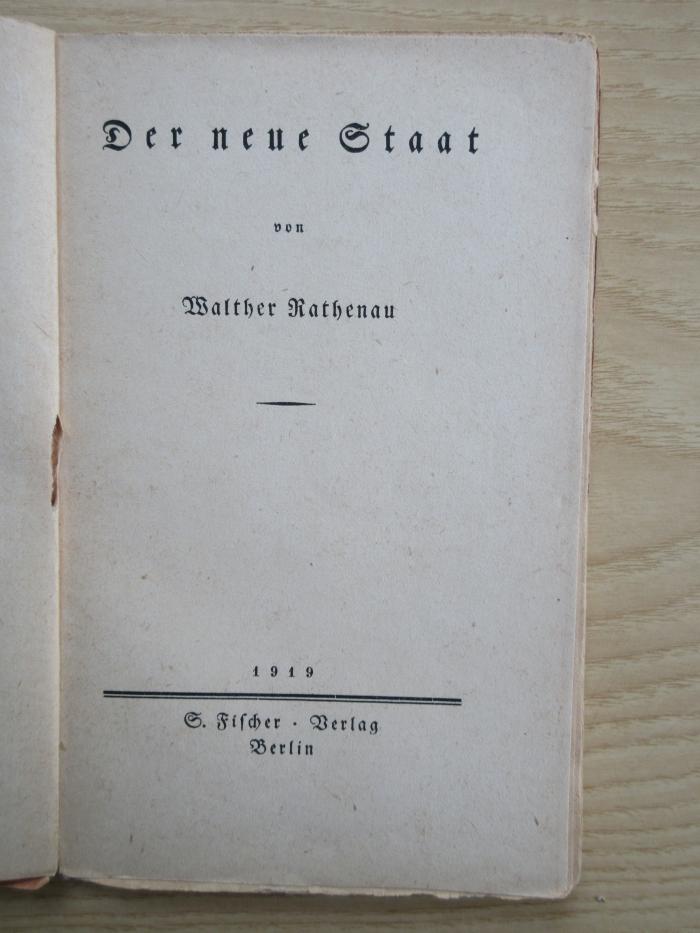 Der neue Staat
von
Walther Rathenau
1919
S. Fiſcher · Verlag
Berlin